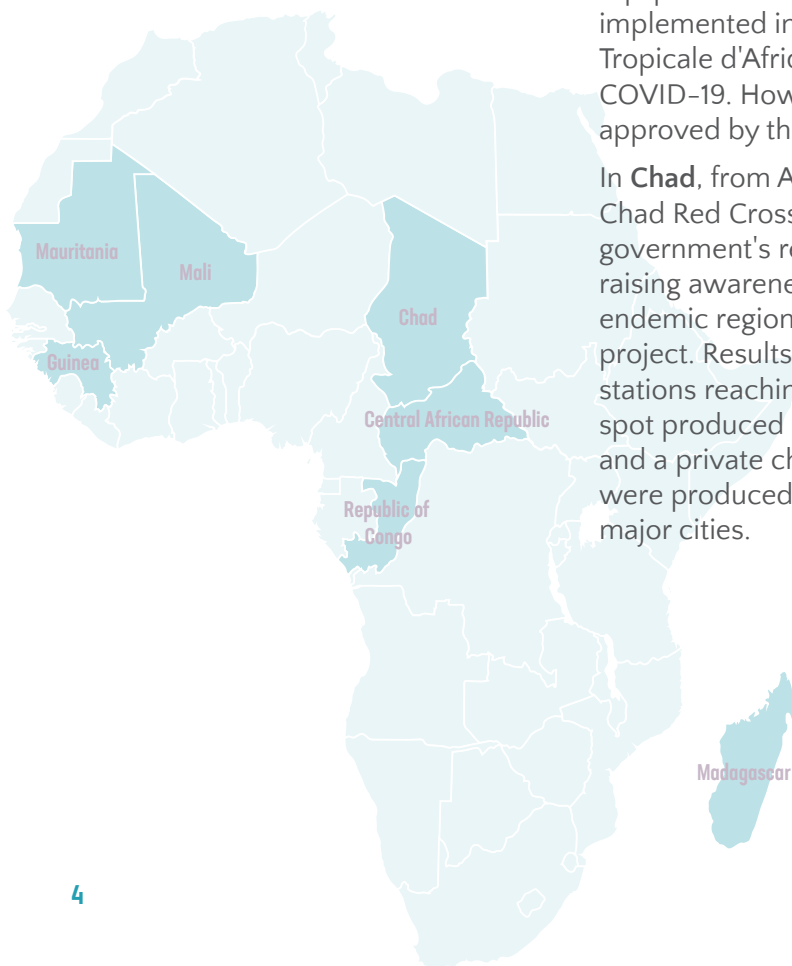 implemented in
Tropicale d'Afric
COVID-19. How
approved by th
In Chad, from A
Chad Red Cross
government's re
raising awarene
endemic region
project. Results
stations reachin
spot produced
and a private ch
were produced
major cities.
Mauritania
Mali
Guinea
Chad
Central African Republic
Republic of
Congo
Madagascar
4